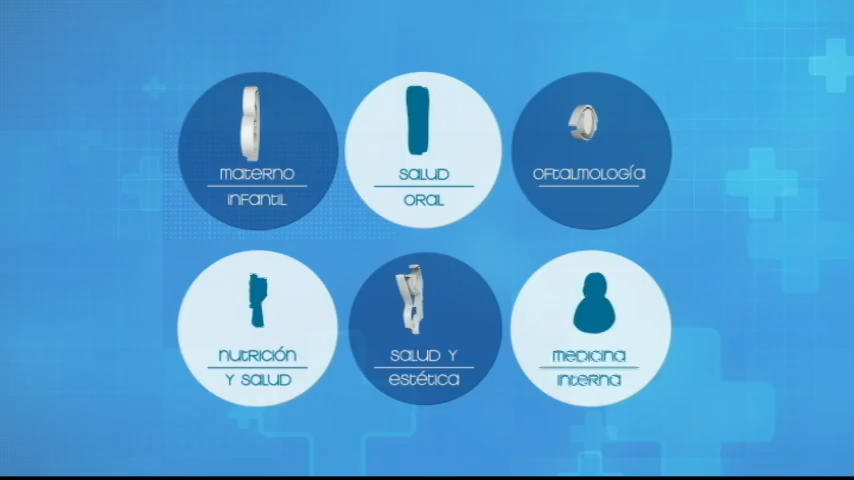 MATERNO
INFANTIL
SALUD
ORAL
OFTALMOLOGÍA
NUTRICIÓN
Y SALUD
SALUD Y
ESTÉTICA
MEDICINA
INTERNA